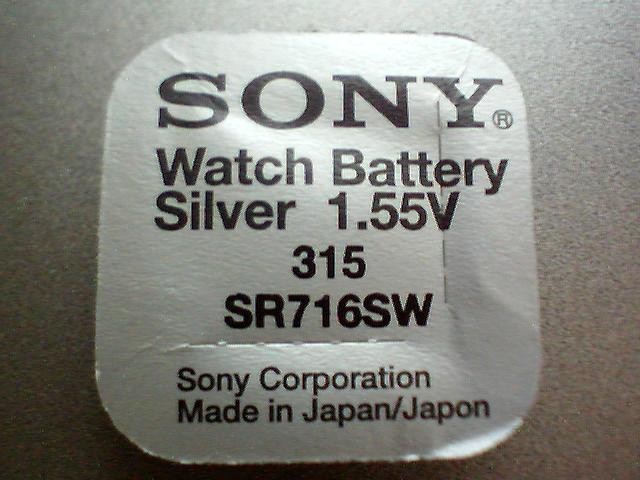 SONY®
Watch Battery
Silver 1.55V
315
SR716SW
Sony Corporation
Made in Japan/Japon